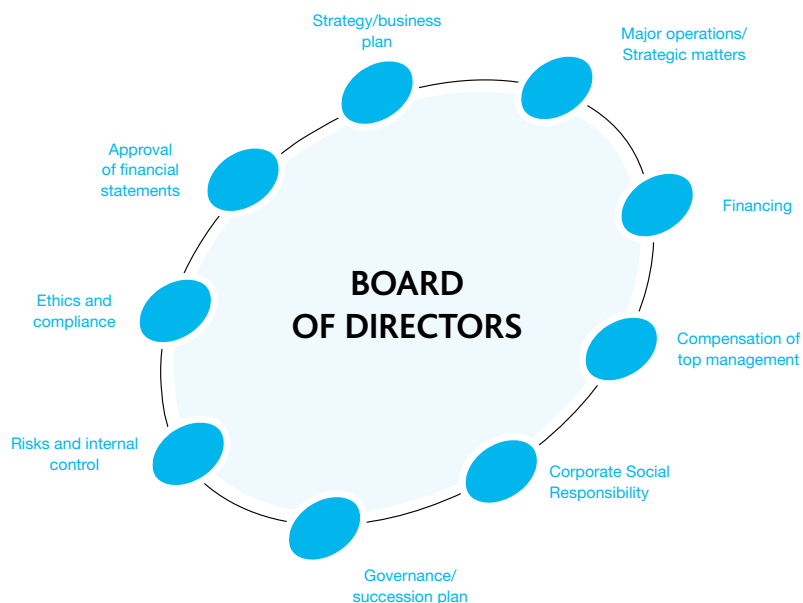 Strategy/business
plan
Major operations/
Strategic matters
Approval
of financial
statements
Financing
BOARD
OF DIRECTORS
Ethics and
compliance
Compensation of
top management
Risks and internal
control
Corporate Social
Responsibility
Governance/
succession plan